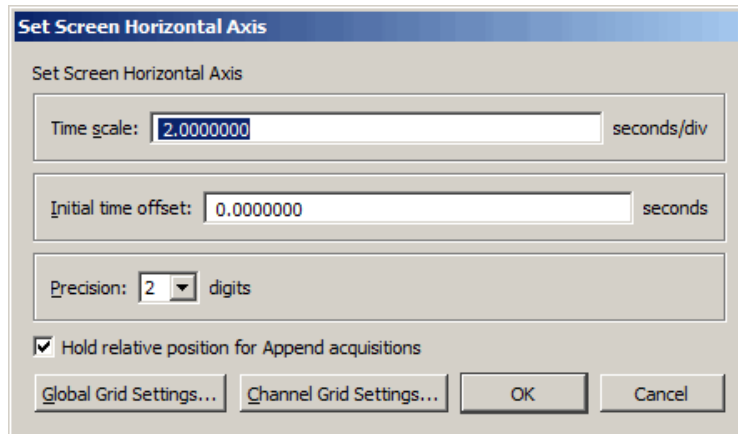 Set Screen Horizontal Axis
Set Screen Horizontal Axis
Time scale: 2.0000000 seconds/div
Initial time offset: 0.0000000 seconds
Precision: 2 digits
Hold relative position for Append acquisitions
Global Grid Settings... Channel Grid Settings... OK Cancel